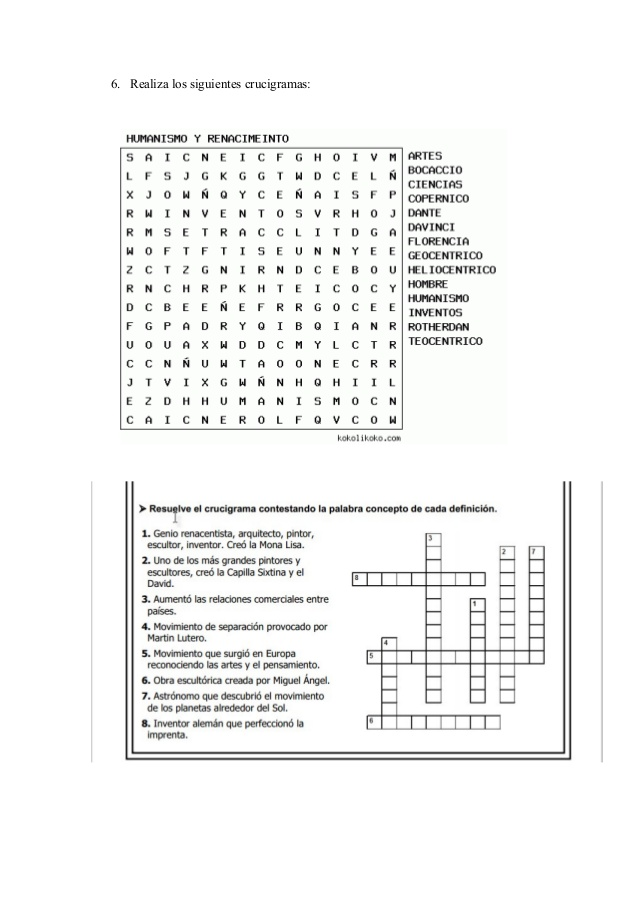 6. Realiza los siguientes crucigramas:
HUMANISMO Y RENACIMEINTO
S A I C N E I C F G H O I V M
L F S J G K G G T W D C E L Ñ
X J O W Ñ Q Y C E Ñ A I S F P
R W I N V E N T O S V R H O J
R M S E T R A C C L I T D G A
W O F T F T I S E U N N Y E E
Z C T Z G N I R N D C E B O U
R N C H R P K H T E I C O C Y
D C B E E Ñ E F R R G O C E E
F G P A D R Y Q I B Q I A N R
U O U A X W D D C M Y L C T R
C C N Ñ U W T A O O N E C R R
J T V I X G W Ñ N H Q H I I L
E Z D H H U M A N I S M O C N
C A I C N E R O L F Q V C O W
ARTES
BOCACCIO
CIENCIAS
COPERNICO
DANTE
DAVINCI
FLORENCIA
GEOCENTRICO
HELIOCENTRICO
HOMBRE
HUMANISMO
INVENTOS
ROTHERDAN
TEOCENTRICO
kokolikoko.com
➤ Resuelve el crucigrama contestando la palabra concepto de cada definición.
1. Genio renacentista, arquitecto, pintor,
escultor, inventor. Creó la Mona Lisa.
2. Uno de los más grandes pintores y
escultores, creó la Capilla Sixtina y el
David.
3. Aumentó las relaciones comerciales entre
países.
4. Movimiento de separación provocado por
Martin Lutero.
5. Movimiento que surgió en Europa
reconociendo las artes y el pensamiento.
6. Obra escultórica creada por Miguel Ángel.
7. Astrónomo que descubrió el movimiento
de los planetas alrededor del Sol.
8. Inventor alemán que perfeccionó la
imprenta.
3
2 7
8
1
4
5
6